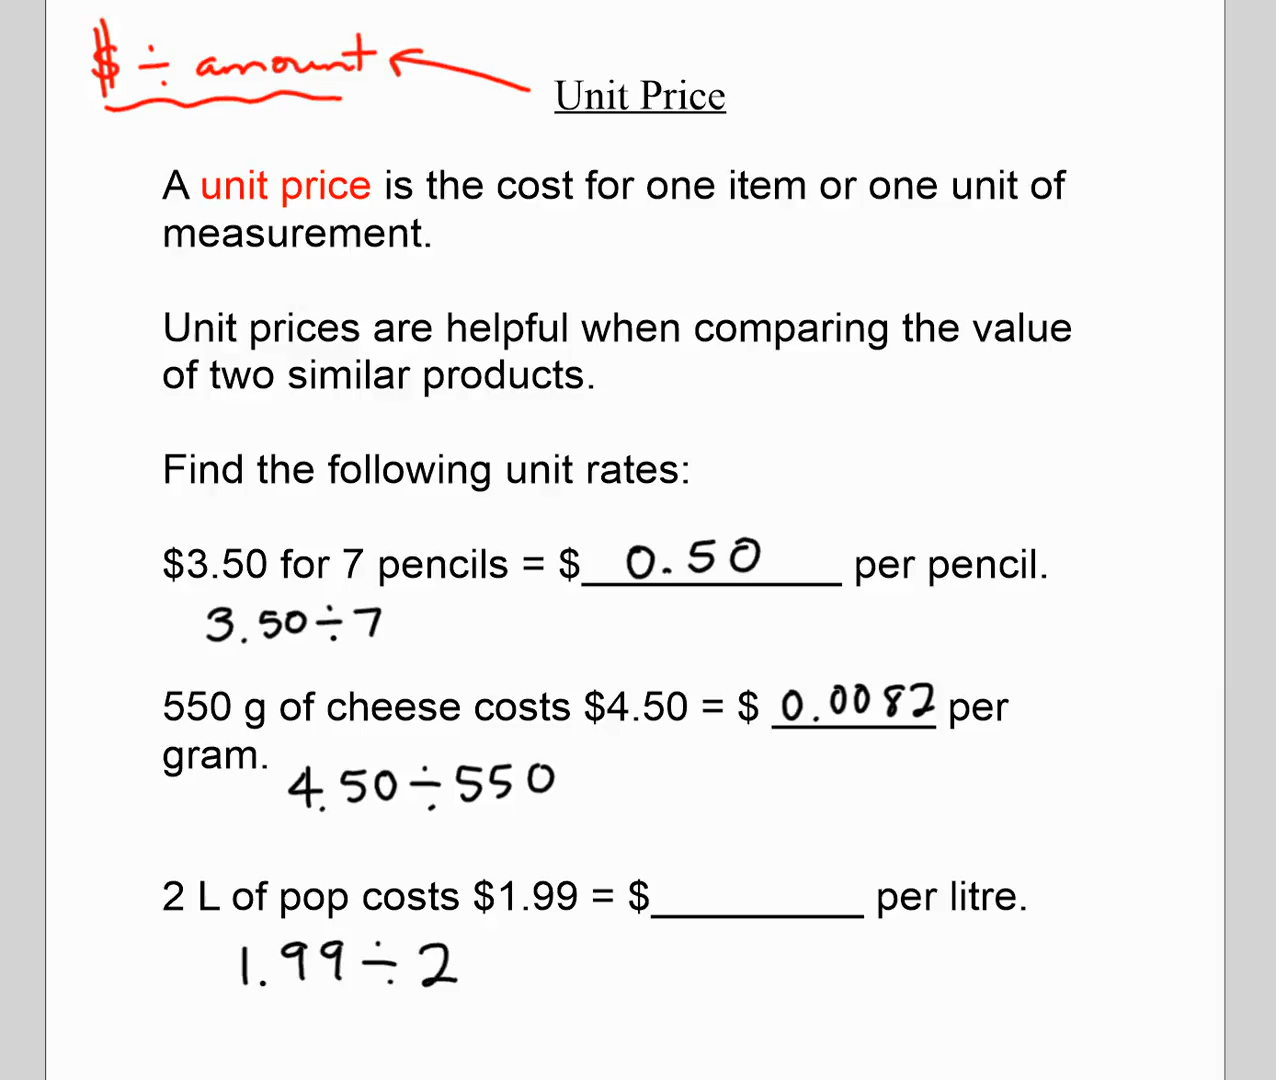 $ ÷ amount
Unit Price
A unit price is the cost for one item or one unit of
measurement.
Unit prices are helpful when comparing the value
of two similar products.
Find the following unit rates:
$3.50 for 7 pencils = $ 0.50 per pencil.
3.50÷7
550 g of cheese costs $4.50 = $ 0.0082 per
gram.
4.50÷550
2 L of pop costs $1.99 = $__________ per litre.
1.99÷2